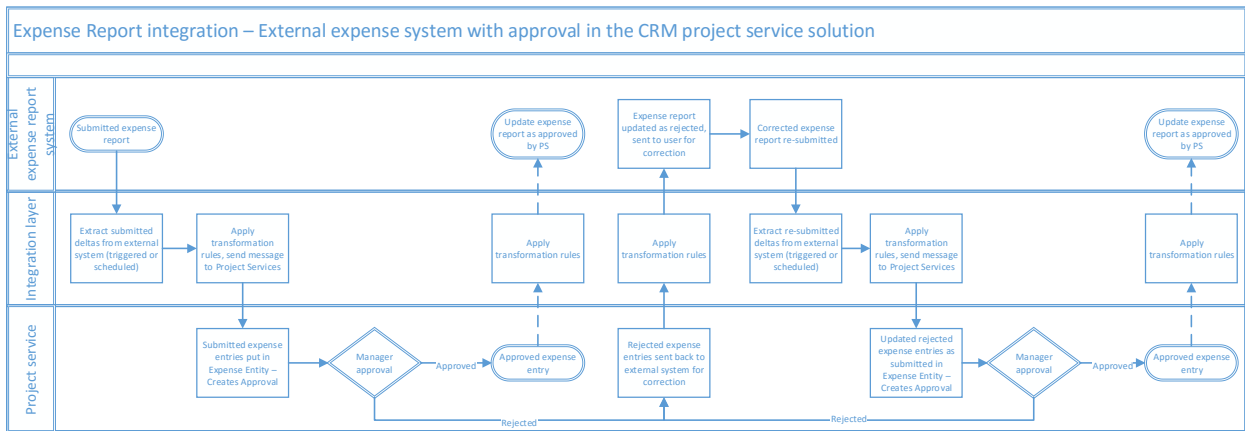 Expense Report integration – External expense system with approval in the CRM project service solution
External
expense report
system
Submitted expense
report
Update expense
report as approved
by PS
Expense report
updated as rejected,
sent to user for
correction
Corrected expense
report re-submitted
Update expense
report as approved
by PS
Integration layer
Extract submitted
deltas from external
system (triggered or
scheduled)
Apply
transformation
rules, send message
to Project Services
Apply
transformation rules
Apply
transformation rules
Extract re-submitted
deltas from external
system (triggered or
scheduled)
Apply
transformation
rules, send message
to Project Services
Apply
transformation rules
Project service
Submitted expense
entries put in
Expense Entity –
Creates Approval
Manager
approval
Approved
Approved expense
entry
Rejected expense
entries sent back to
external system for
correction
Updated rejected
expense entries as
submitted in
Expense Entity –
Creates Approval
Manager
approval
Approved
Approved expense
entry
Rejected
Rejected